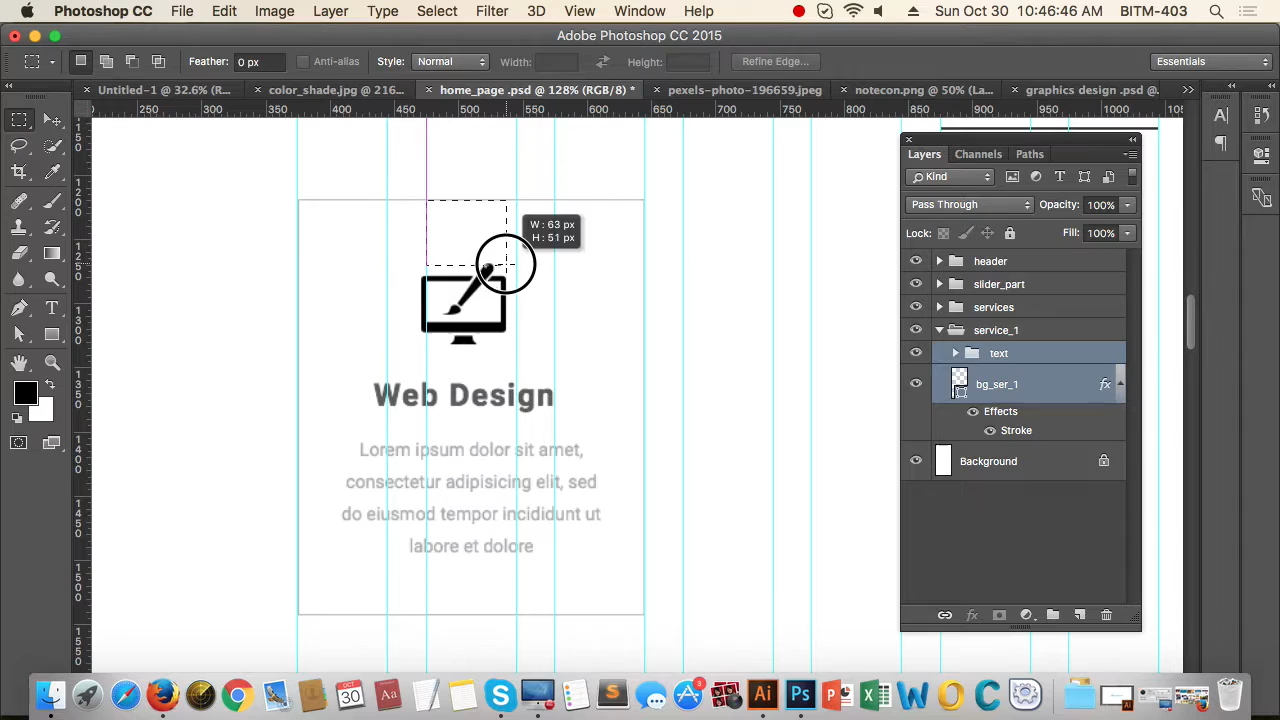 Photoshop CC File Edit Image Layer Type Select Filter 3D View Window Help Sun Oct 30 10:46:46 AM BITM-403
Adobe Photoshop CC 2015
Feather: 0 px Anti-alias Style: Normal Width: Height: Refine Edge... Essentials
Untitled-1 @ 32.6% (R... color_shade.jpg @ 216... home_page .psd @ 128% (RGB/8) * pexels-photo-196659.jpeg notecon.png @ 50% (La... graphics design .psd @.
250 300 350 400 450 500 550 600 650 700 750 800 850 900 950 1000
Layers Channels Paths
Kind
Pass Through Opacity: 100%
Lock: Fill: 100%
header
slider_part
services
service_1
text
bg_ser_1 fx
Effects
Stroke
Background
W : 63 px
H : 51 px
Web Design
Lorem ipsum dolor sit amet,
consectetur adipisicing elit, sed
do eiusmod tempor incididunt ut
labore et dolore